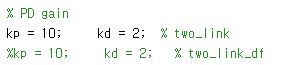 % PD gain
kp = 10;     kd = 2;  % two_link
%kp = 10;     kd = 2;   % two_link_df